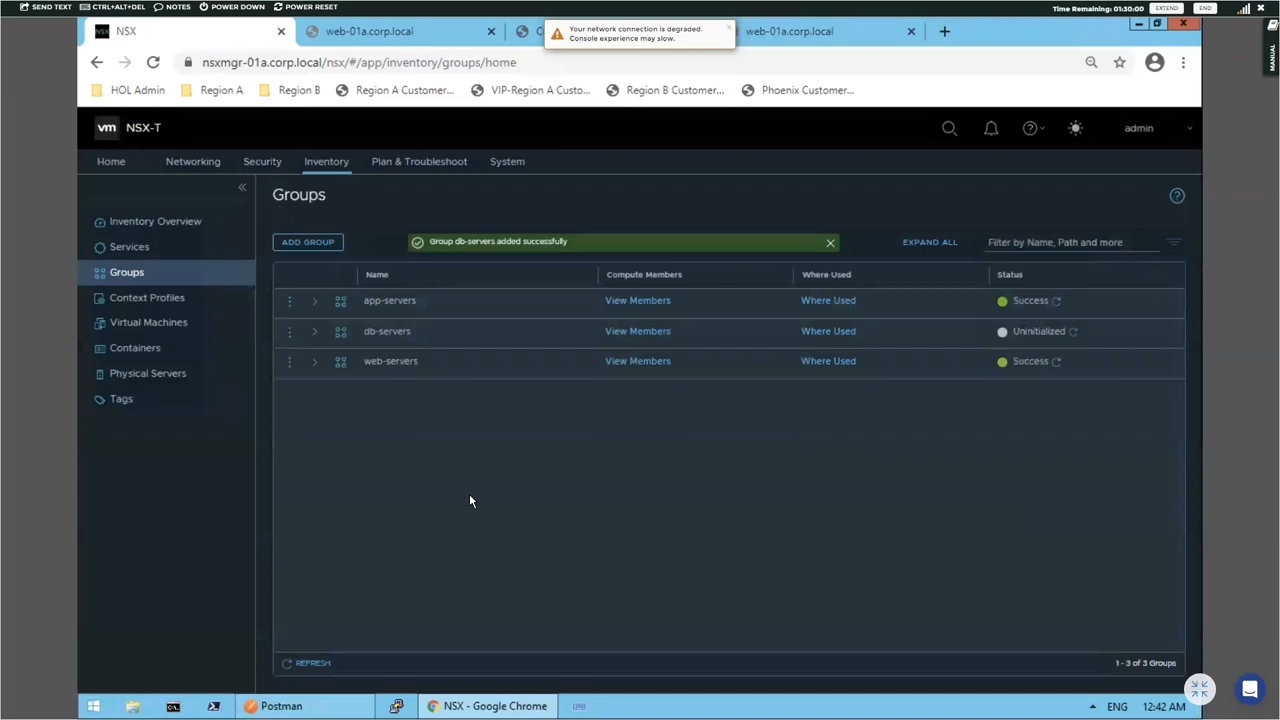 SEND TEXT CTRL+ALT+DEL NOTES POWER DOWN POWER RESET Time Remaining: 01:30:00 EXTEND END
NSX web-01a.corp.local C web-01a.corp.local
Your network connection is degraded.
Console experience may slow.
MANUAL
nsxmgr-01a.corp.local/nsx/#/app/inventory/groups/home
HOL Admin Region A Region B Region A Customer... VIP-Region A Custo... Region B Customer... Phoenix Customer...
vm NSX-T admin
Home Networking Security Inventory Plan & Troubleshoot System
Inventory Overview
Services
Groups
Context Profiles
Virtual Machines
Containers
Physical Servers
Tags
Groups
ADD GROUP Group db-servers added successfully EXPAND ALL Filter by Name, Path and more
Name Compute Members Where Used Status
app-servers View Members Where Used Success
db-servers View Members Where Used Uninitialized
web-servers View Members Where Used Success
REFRESH 1 - 3 of 3 Groups
Postman NSX - Google Chrome ENG 12:42 AM